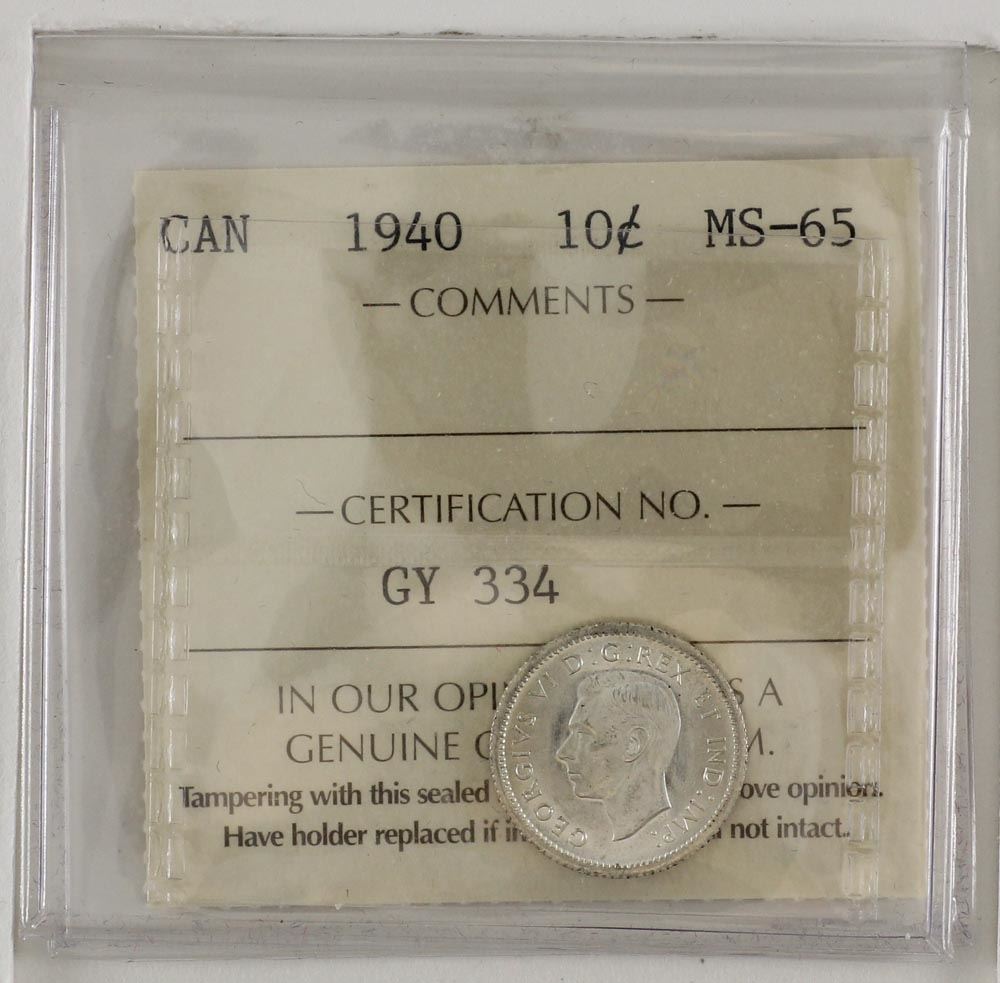 CAN 1940 10¢ MS-65
— COMMENTS —
— CERTIFICATION NO. —
GY 334
IN OUR OPI S A
GENUINE M.
Tampering with this sealed ove opinion.
Have holder replaced if in not intact.
GEORGIVS VI D:G:REX ET IND:IMP: